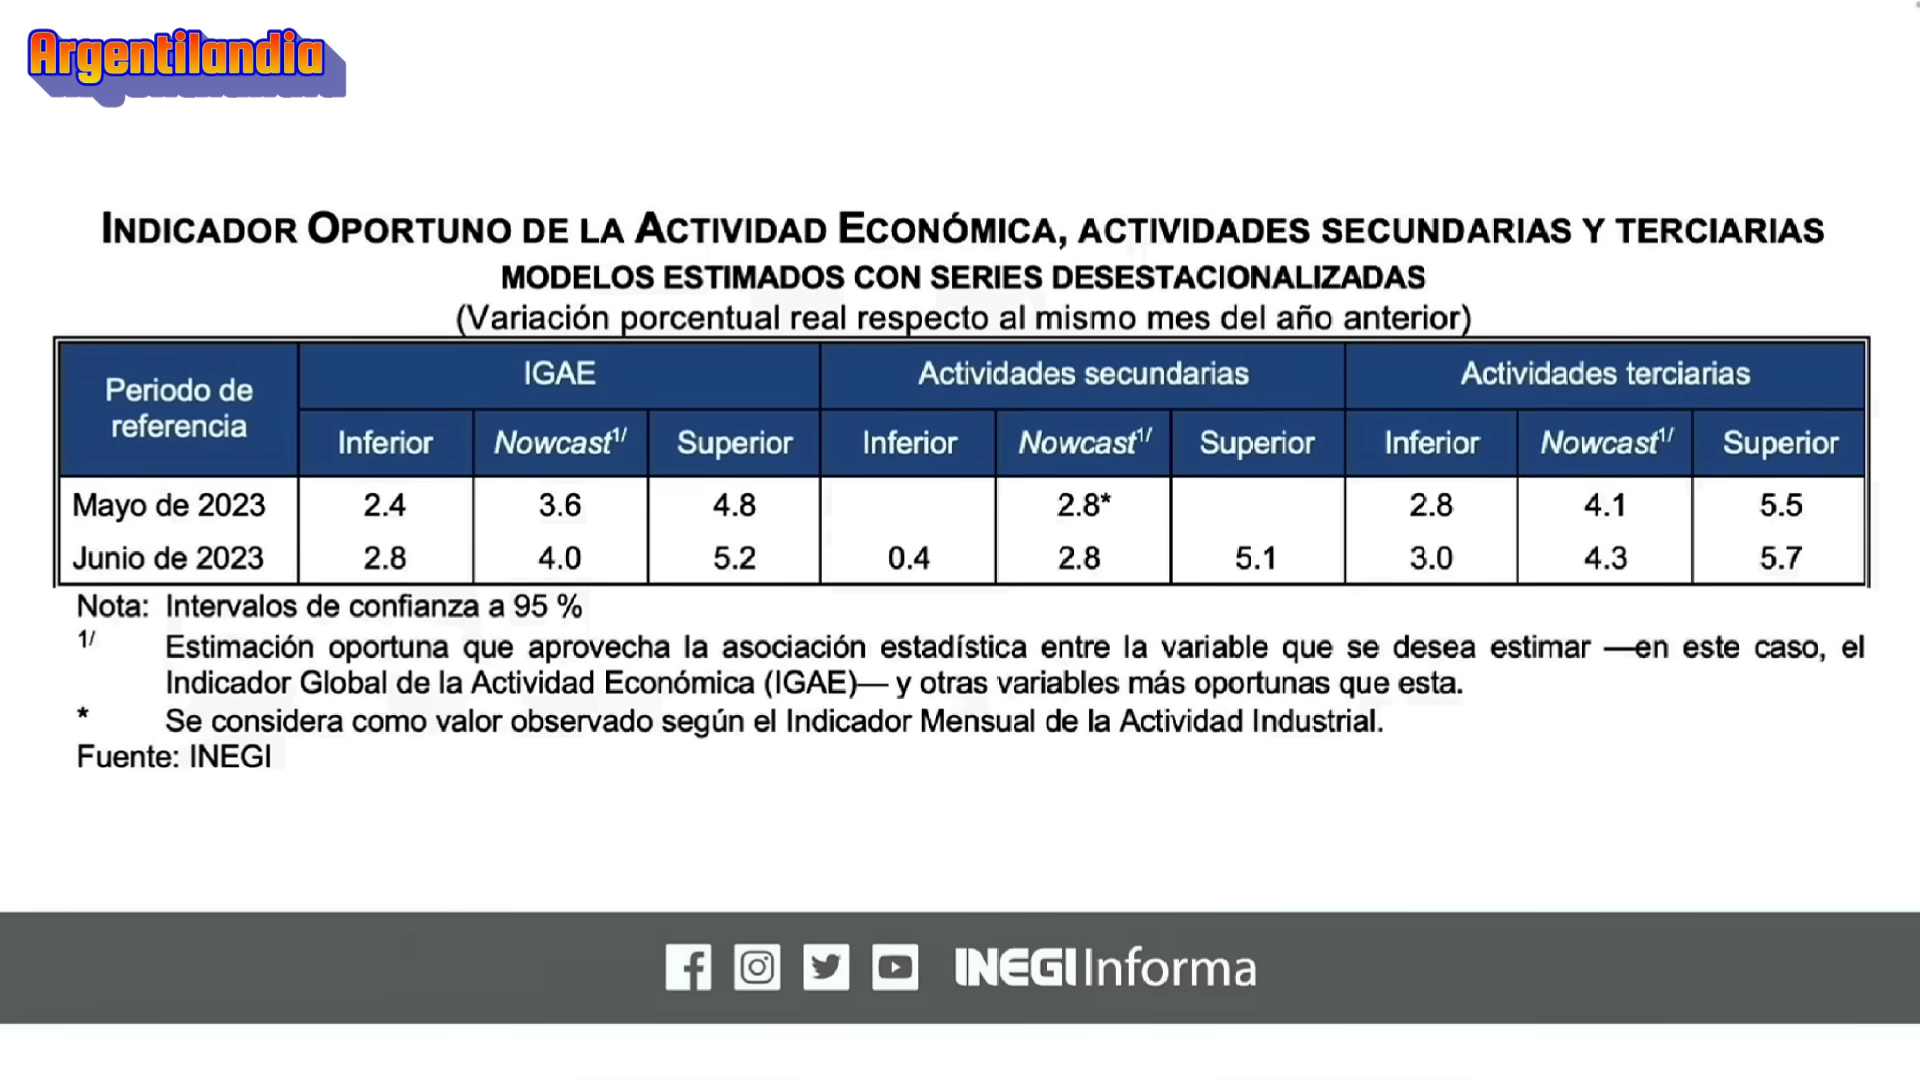 Argentilandia
INDICADOR OPORTUNO DE LA ACTIVIDAD ECONÓMICA, ACTIVIDADES SECUNDARIAS Y TERCIARIAS
MODELOS ESTIMADOS CON SERIES DESESTACIONALIZADAS
(Variación porcentual real respecto al mismo mes del año anterior)
Periodo de referencia IGAE Actividades secundarias Actividades terciarias
Inferior Nowcast1/ Superior Inferior Nowcast1/ Superior Inferior Nowcast1/ Superior
Mayo de 2023 2.4 3.6 4.8 2.8* 2.8 4.1 5.5
Junio de 2023 2.8 4.0 5.2 0.4 2.8 5.1 3.0 4.3 5.7
Nota: Intervalos de confianza a 95 %
1/ Estimación oportuna que aprovecha la asociación estadística entre la variable que se desea estimar —en este caso, el
Indicador Global de la Actividad Económica (IGAE)— y otras variables más oportunas que esta.
* Se considera como valor observado según el Indicador Mensual de la Actividad Industrial.
Fuente: INEGI
INEGI Informa